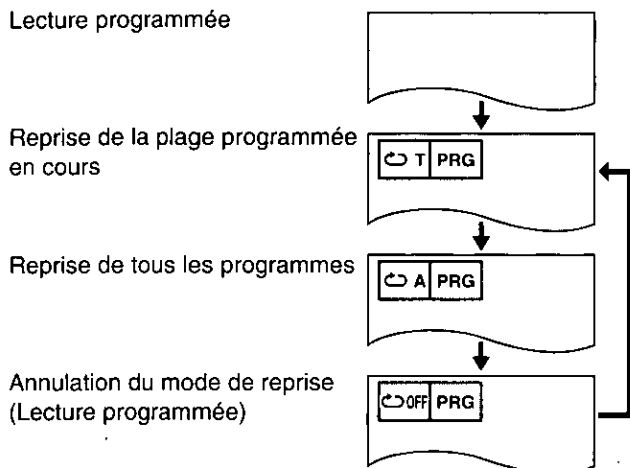 Lecture programmée
Reprise de la plage programmée
en cours
T PRG
Reprise de tous les programmes
A PRG
Annulation du mode de reprise
(Lecture programmée)
OFF PRG